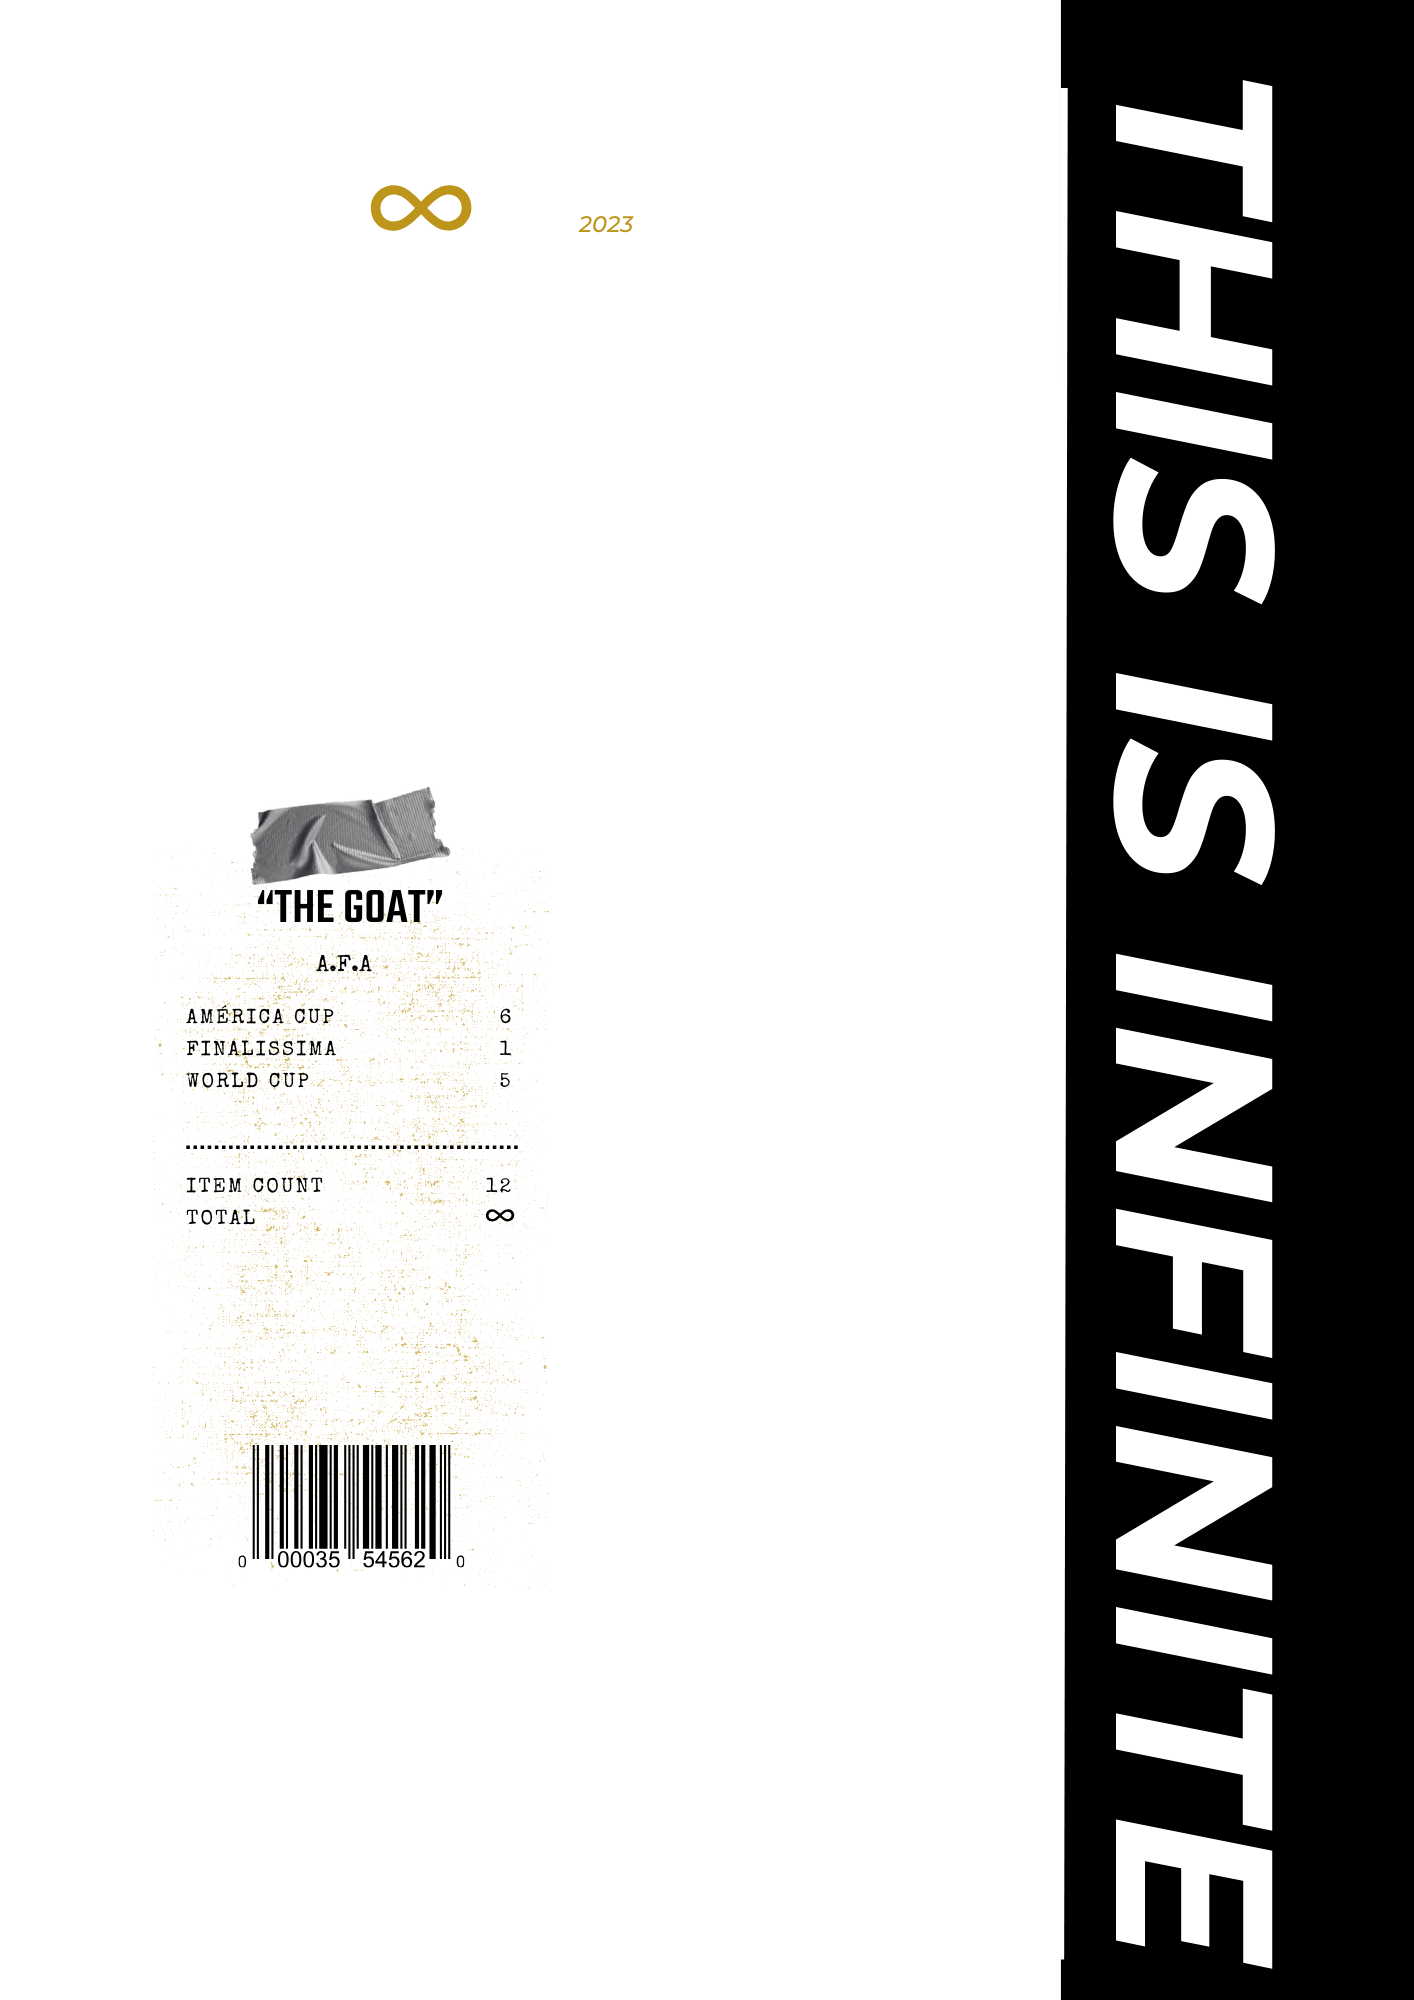 ∞
2023
THIS IS INFINITE
“THE GOAT”
A.F.A
AMÉRICA CUP 6
FINALISSIMA 1
WORLD CUP 5
ITEM COUNT 12
TOTAL ∞
0 00035 54562 0